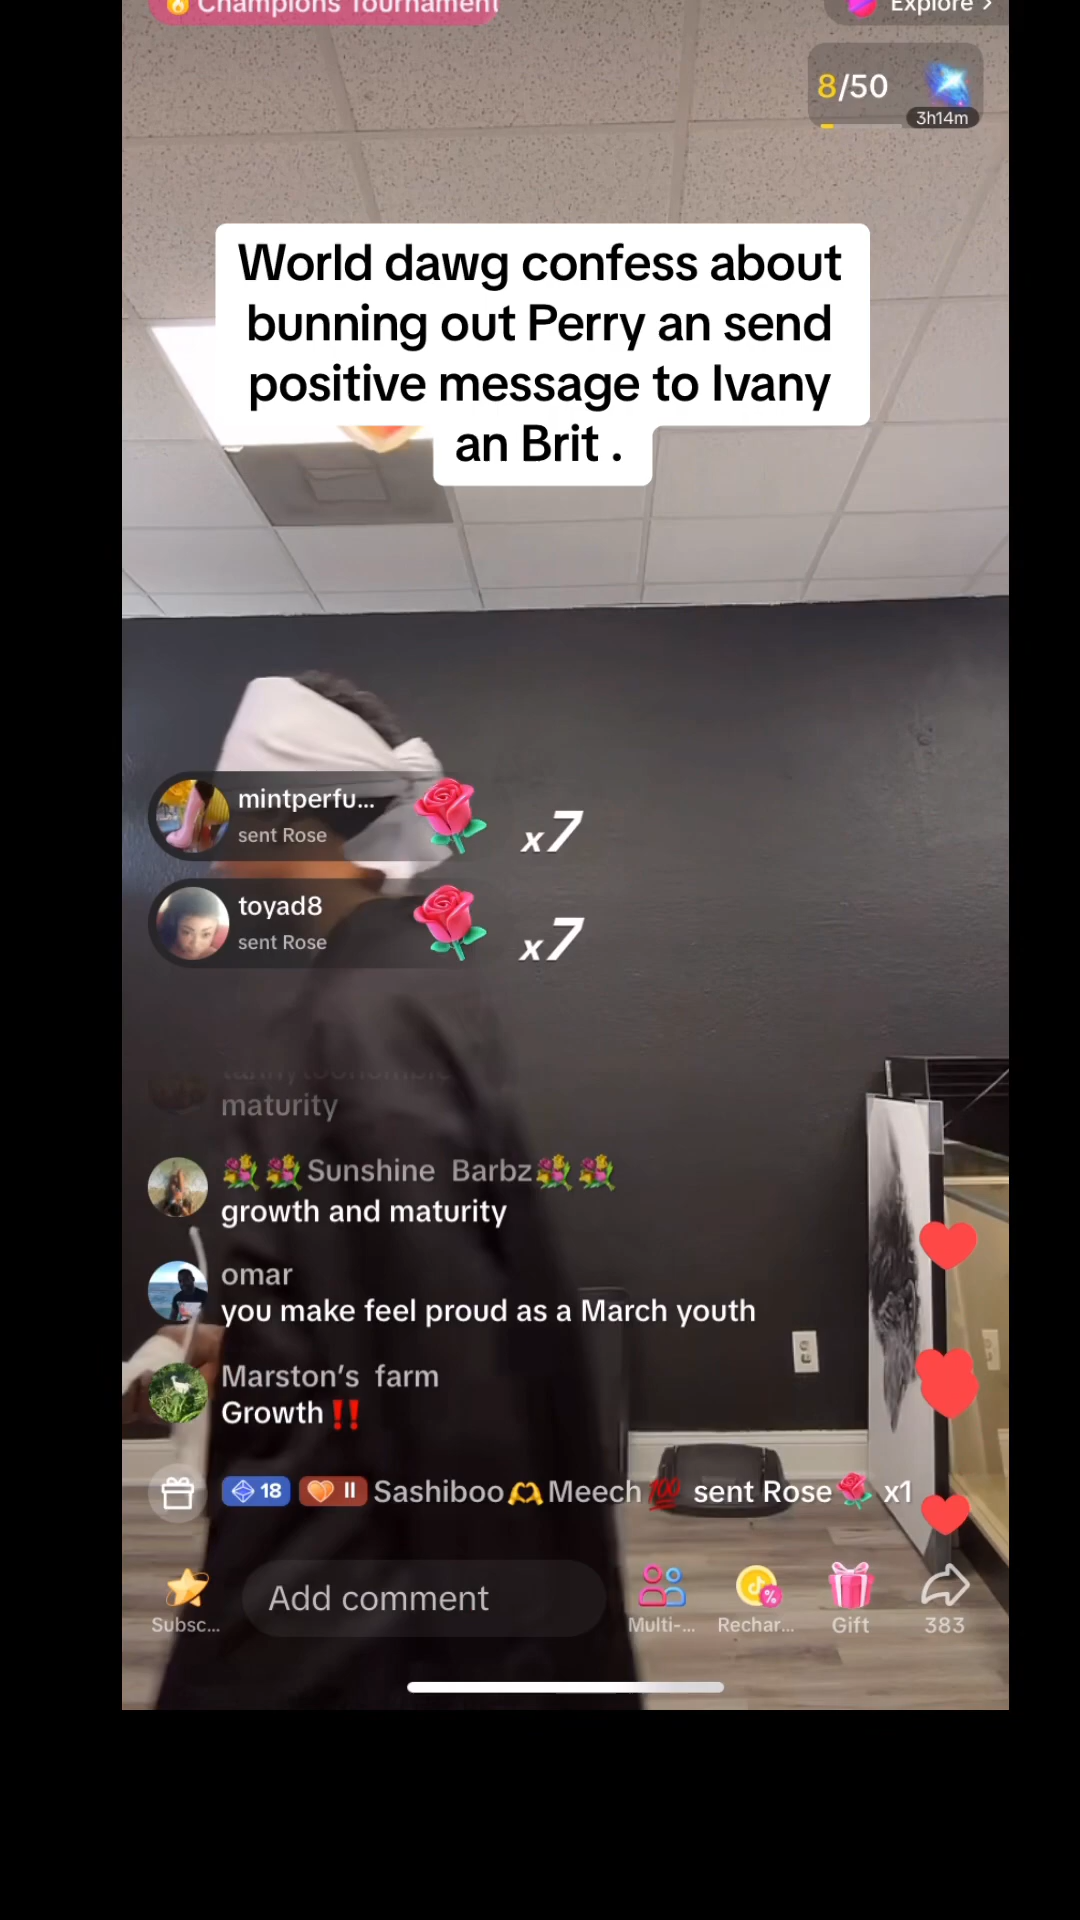 Champions Tournament
Explore >
8/50
3h14m
World dawg confess about
bunning out Perry an send
positive message to Ivany
an Brit .
mintperfu...
sent Rose
x7
toyad8
sent Rose
x7
maturity
💐💐Sunshine Barbz💐💐
growth and maturity
omar
you make feel proud as a March youth
Marston’s farm
Growth‼️
18 II Sashiboo🫶Meech💯 sent Rose🌹 x1
Add comment
Subsc...
Multi-...
Rechar...
Gift
383